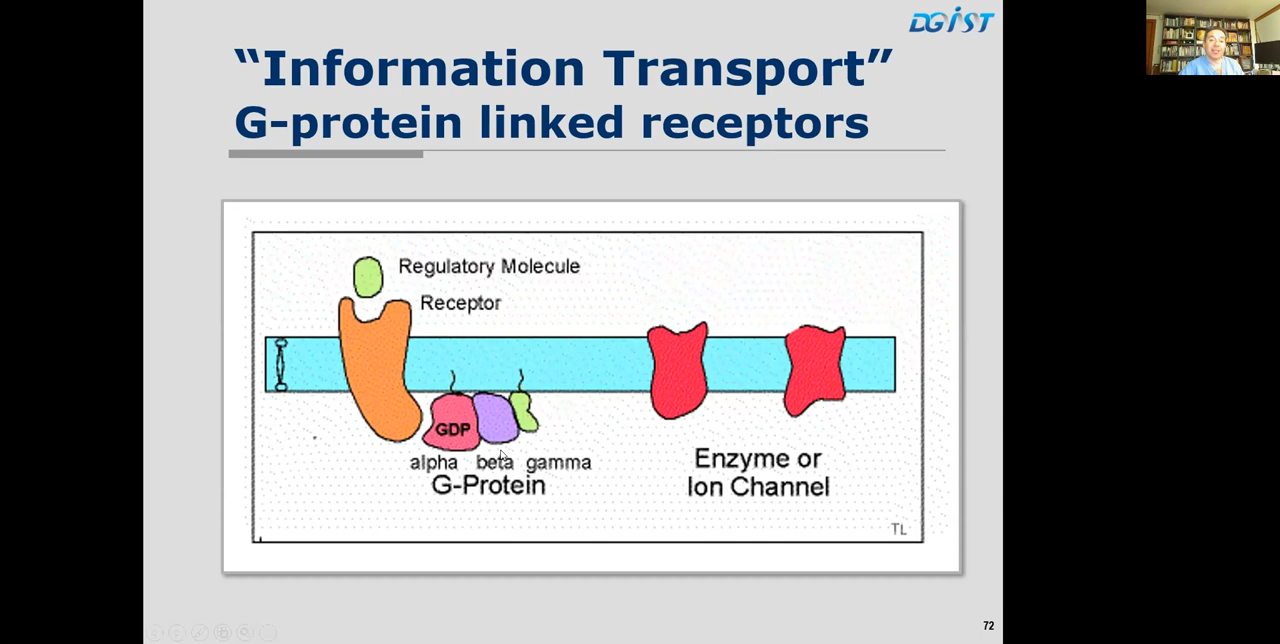 DGIST
“Information Transport”
G-protein linked receptors
Regulatory Molecule
Receptor
GDP
alpha beta gamma
G-Protein
Enzyme or
Ion Channel
TL
72